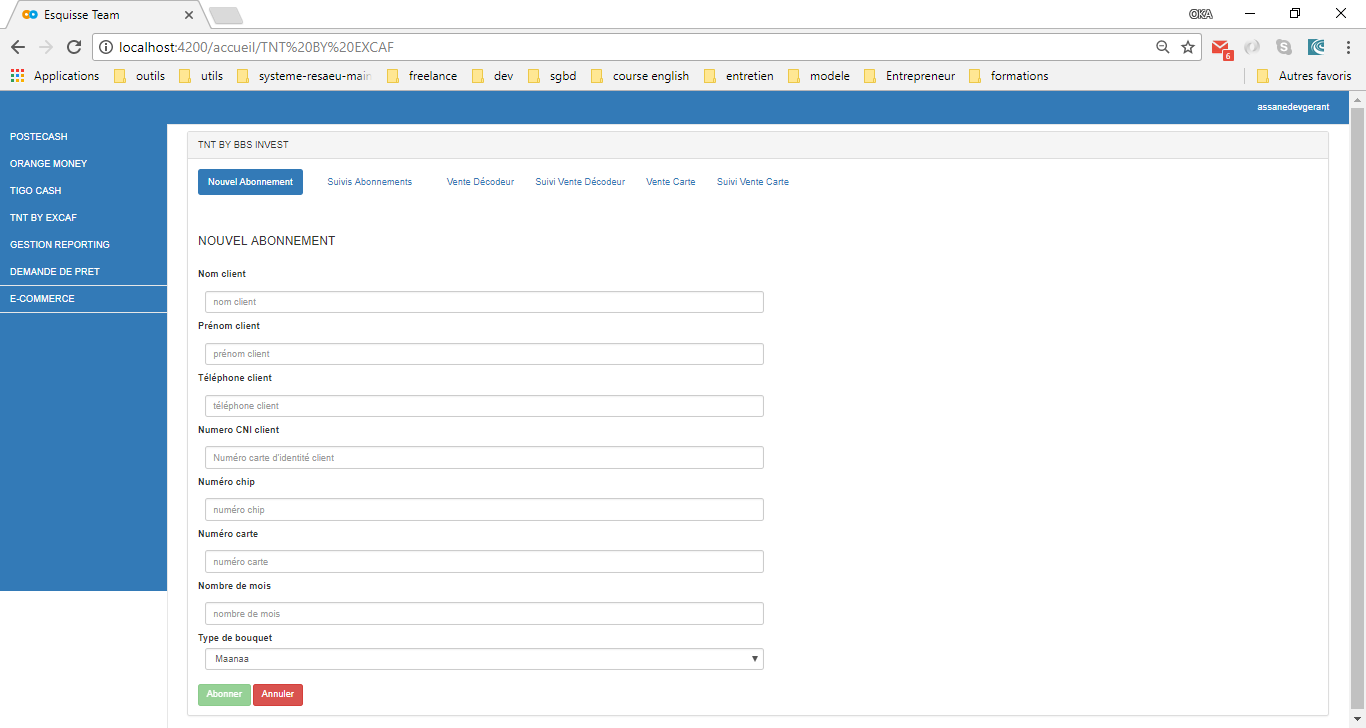 Esquisse Team
OKA
localhost:4200/accueil/TNT%20BY%20EXCAF
6
Applications outils utils systeme-resaeu-main freelance dev sgbd course english entretien modele Entrepreneur formations Autres favoris
assanedevgerant
POSTECASH
ORANGE MONEY
TIGO CASH
TNT BY EXCAF
GESTION REPORTING
DEMANDE DE PRET
E-COMMERCE
TNT BY BBS INVEST
Nouvel Abonnement Suivis Abonnements Vente Décodeur Suivi Vente Décodeur Vente Carte Suivi Vente Carte
NOUVEL ABONNEMENT
Nom client
nom client
Prénom client
prénom client
Téléphone client
téléphone client
Numero CNI client
Numéro carte d'identité client
Numéro chip
numéro chip
Numéro carte
numéro carte
Nombre de mois
nombre de mois
Type de bouquet
Maanaa
Abonner Annuler